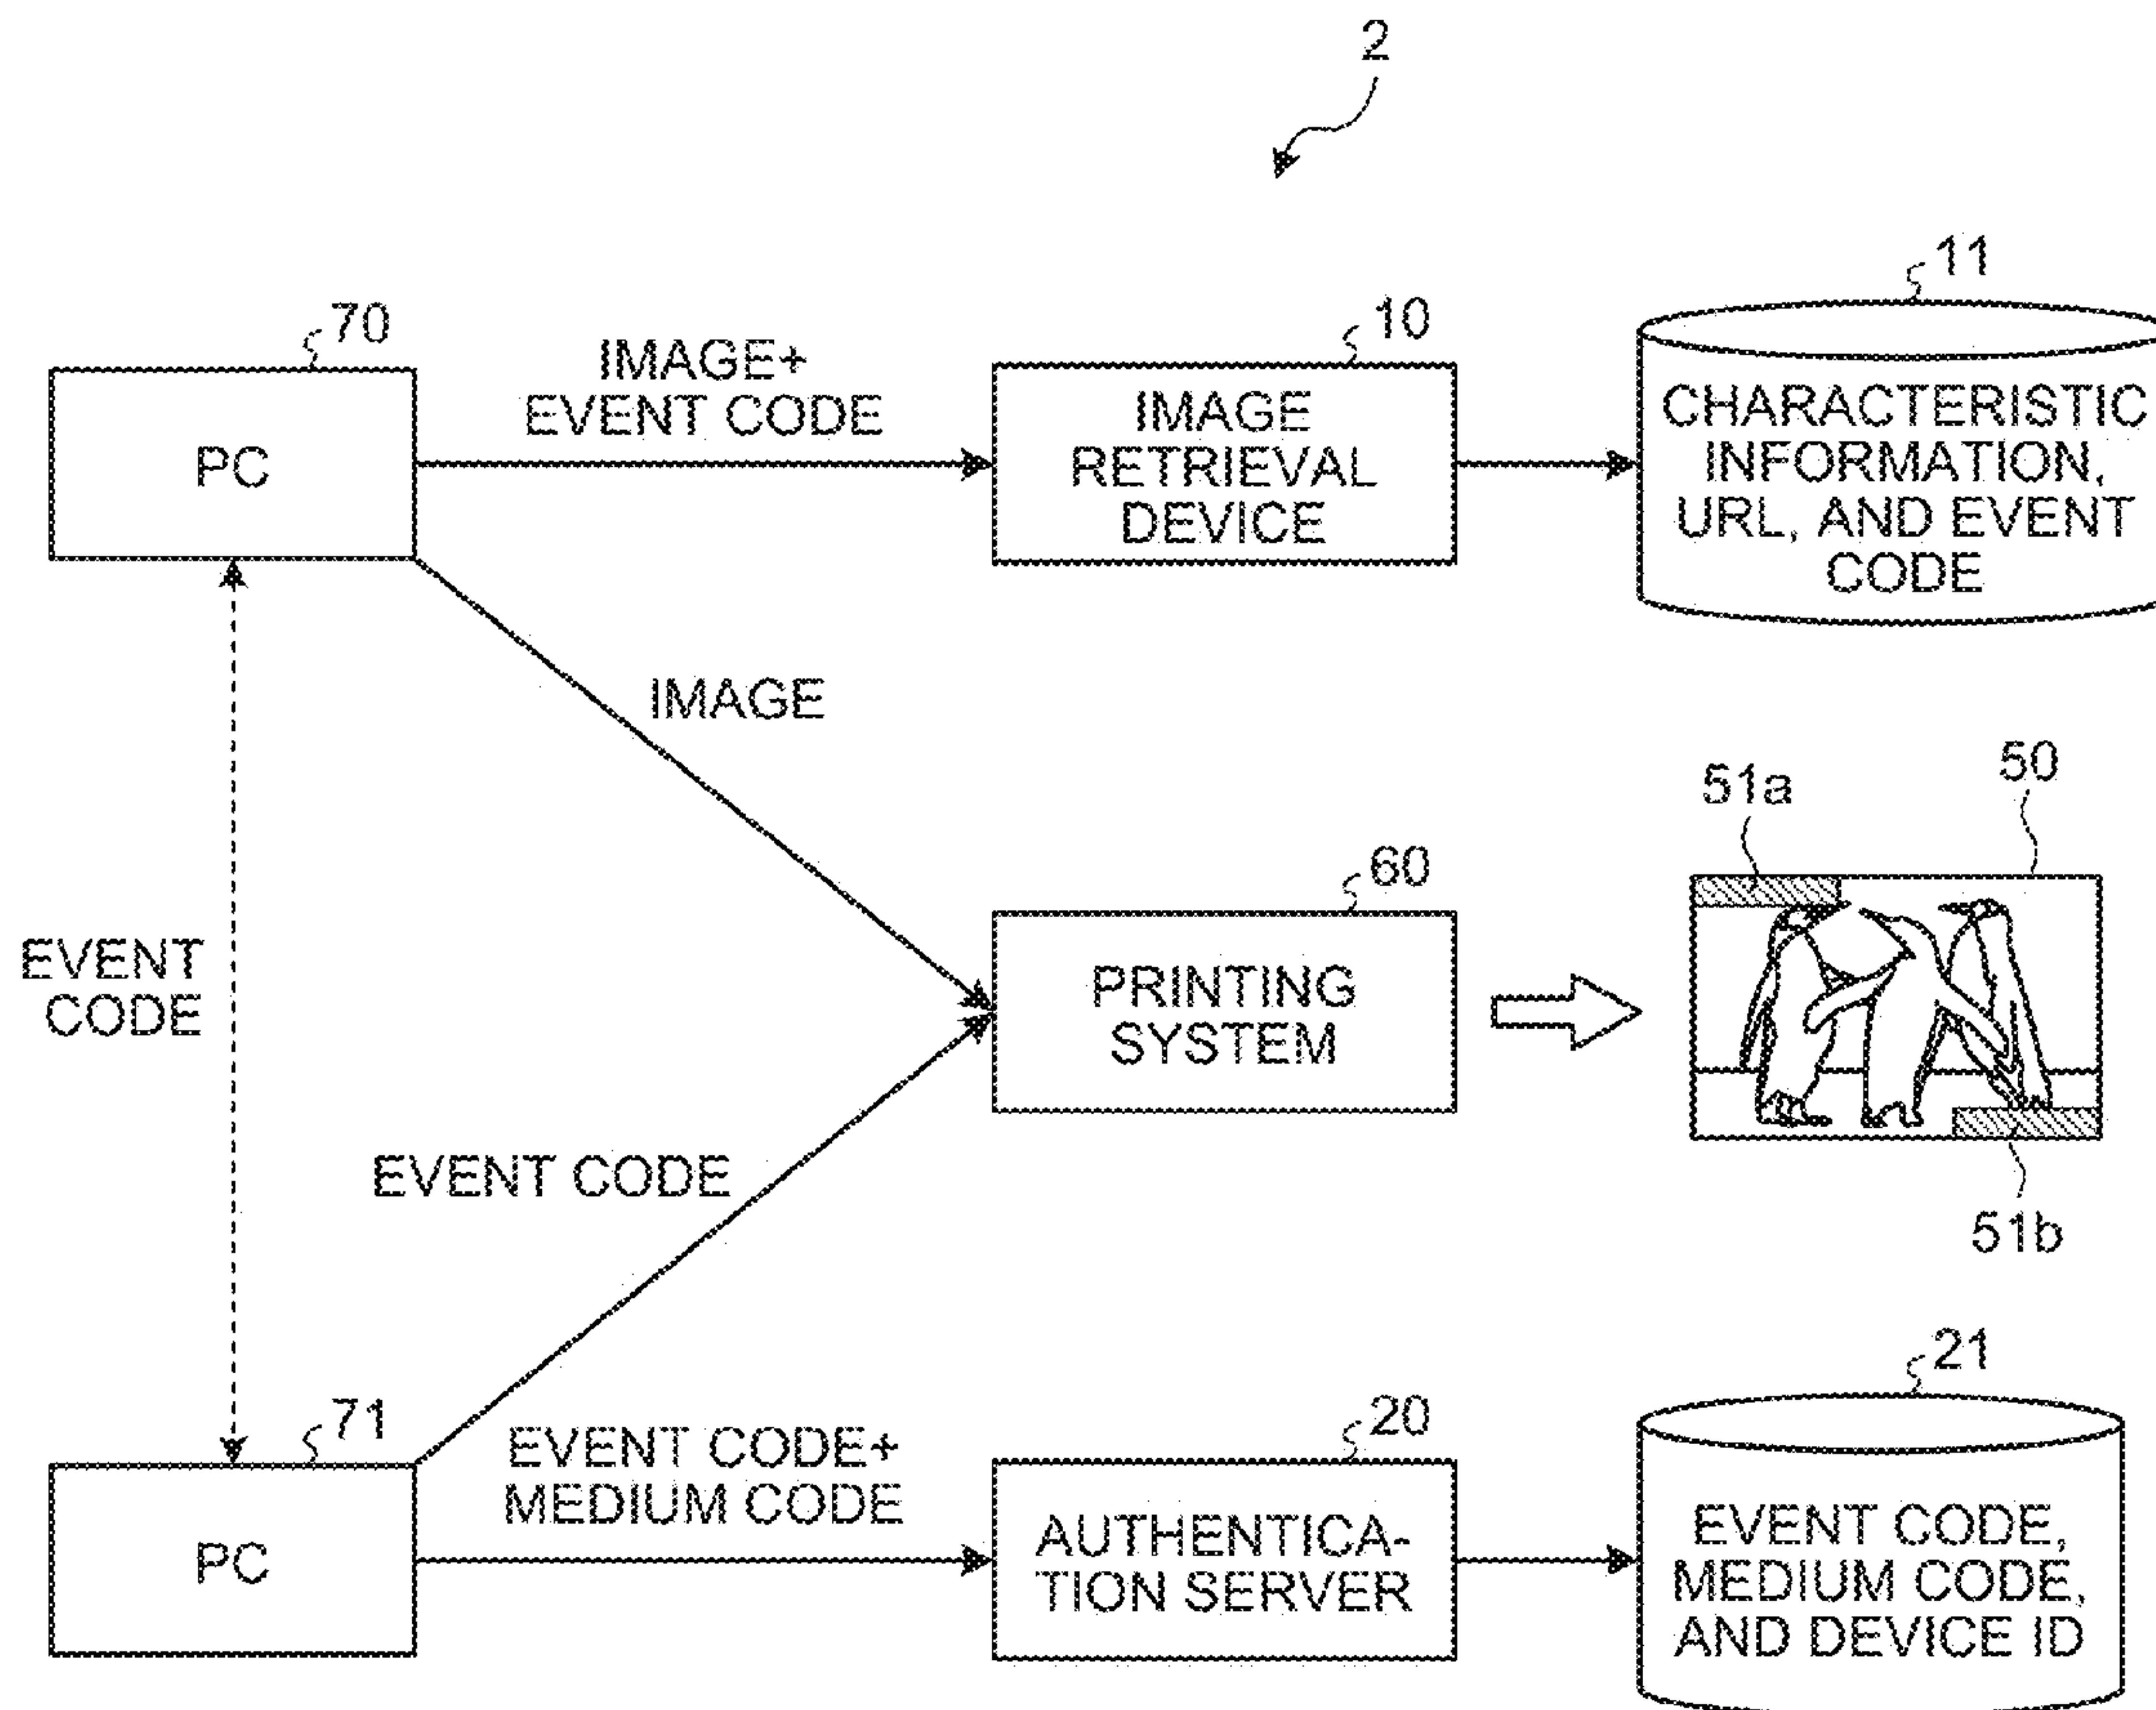 2
70
IMAGE+
EVENT CODE
10
11
PC
IMAGE
RETRIEVAL
DEVICE
CHARACTERISTIC
INFORMATION,
URL, AND EVENT
CODE
IMAGE
51a
50
60
EVENT
CODE
PRINTING
SYSTEM
EVENT CODE
51b
71
EVENT CODE+
MEDIUM CODE
20
21
PC
AUTHENTICA-
TION SERVER
EVENT CODE,
MEDIUM CODE,
AND DEVICE ID